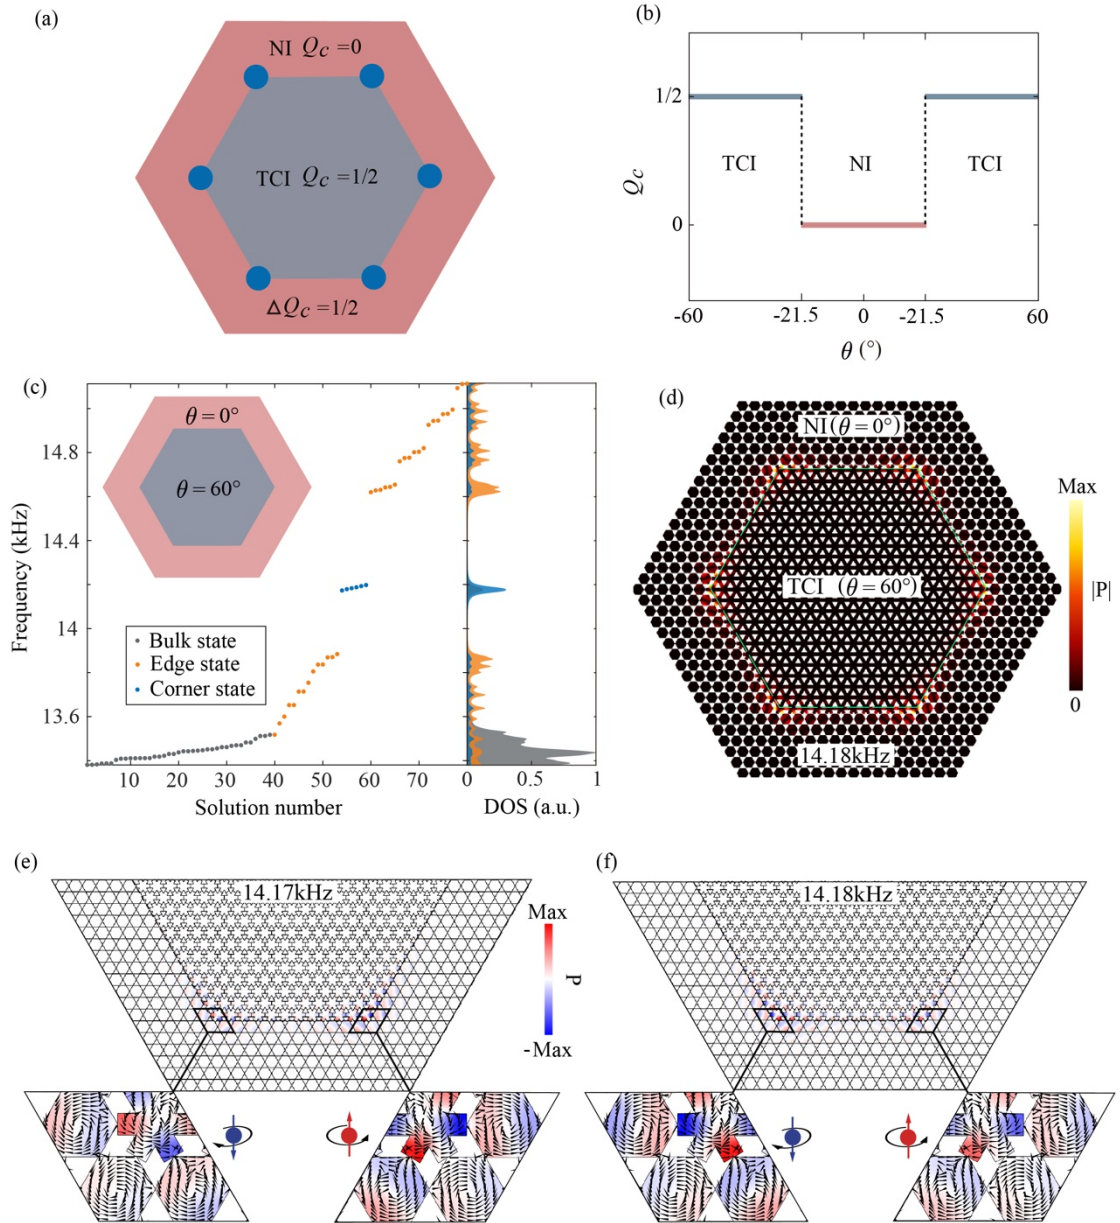 (a)
NI Qc =0
TCI Qc =1/2
△Qc =1/2
(b)
Qc
1/2
0
TCI
NI
TCI
-60
-21.5
0
-21.5
60
θ (°)
(c)
Frequency (kHz)
14.8
14.4
14
13.6
θ = 0°
θ = 60°
Bulk state
Edge state
Corner state
10 20 30 40 50 60 70 0 0.5 1
Solution number
DOS (a.u.)
(d)
NI (θ = 0°)
TCI (θ = 60°)
14.18kHz
Max
|P|
0
(e)
14.17kHz
Max
P
-Max
(f)
14.18kHz